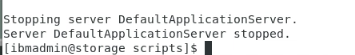 Stopping server DefaultApplicationServer.
Server DefaultApplicationServer stopped.
[ibmadmin@storage scripts]$